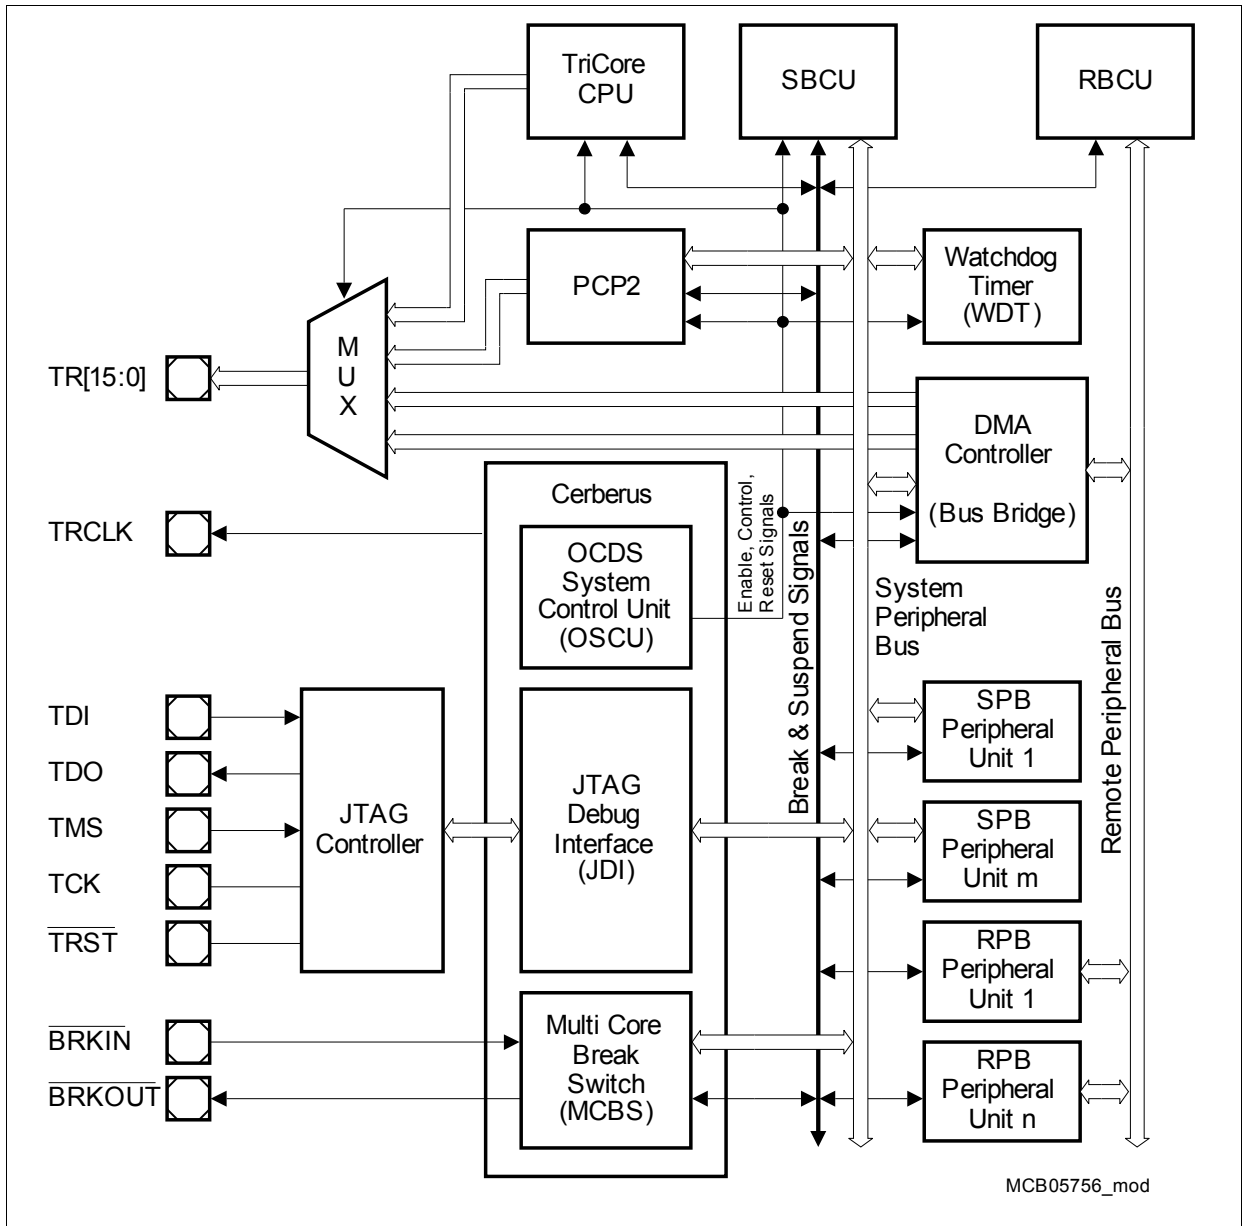 TriCore
CPU
SBCU
RBCU
PCP2
Watchdog
Timer
(WDT)
M
U
X
TR[15:0]
DMA
Controller
(Bus Bridge)
Cerberus
TRCLK
OCDS
System
Control Unit
(OSCU)
Enable, Control,
Reset Signals
Break & Suspend Signals
System
Peripheral
Bus
Remote Peripheral Bus
TDI
TDO
TMS
TCK
TRST
JTAG
Controller
JTAG
Debug
Interface
(JDI)
SPB
Peripheral
Unit 1
SPB
Peripheral
Unit m
RPB
Peripheral
Unit 1
RPB
Peripheral
Unit n
BRKIN
BRKOUT
Multi Core
Break
Switch
(MCBS)
MCB05756_mod